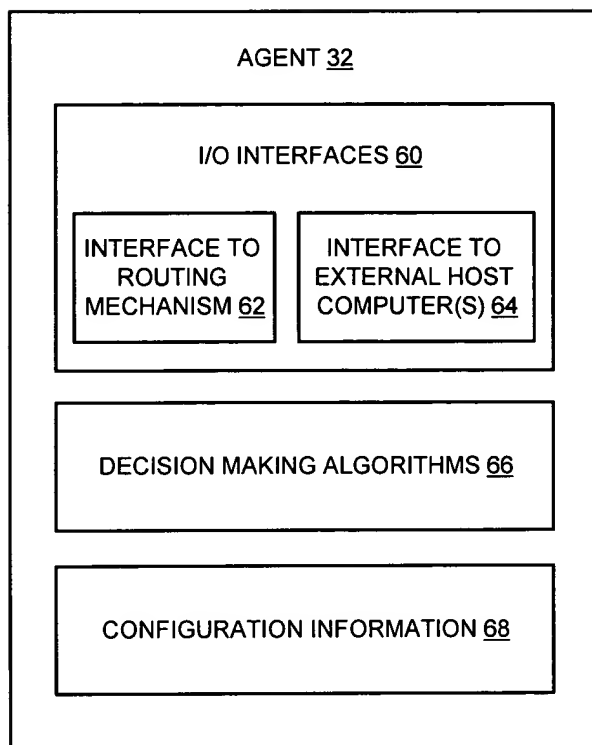 AGENT 32
I/O INTERFACES 60
INTERFACE TO
ROUTING
MECHANISM 62
INTERFACE TO
EXTERNAL HOST
COMPUTER(S) 64
DECISION MAKING ALGORITHMS 66
CONFIGURATION INFORMATION 68